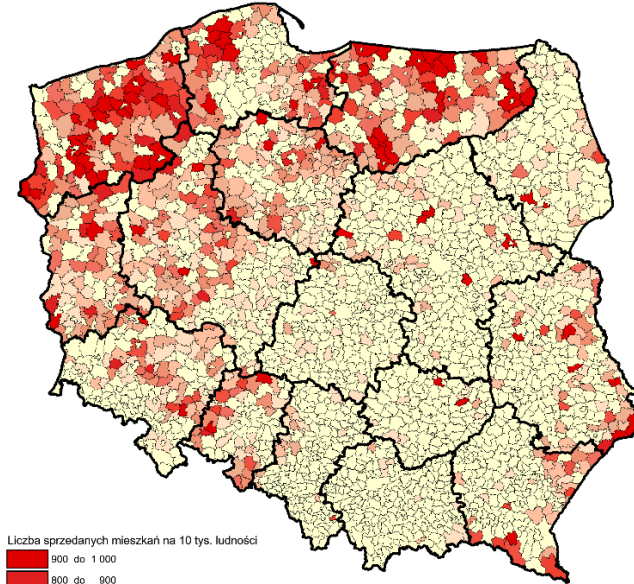 Liczba sprzedanych mieszkań na 10 tys. ludności
900 do 1 000
800 do 900